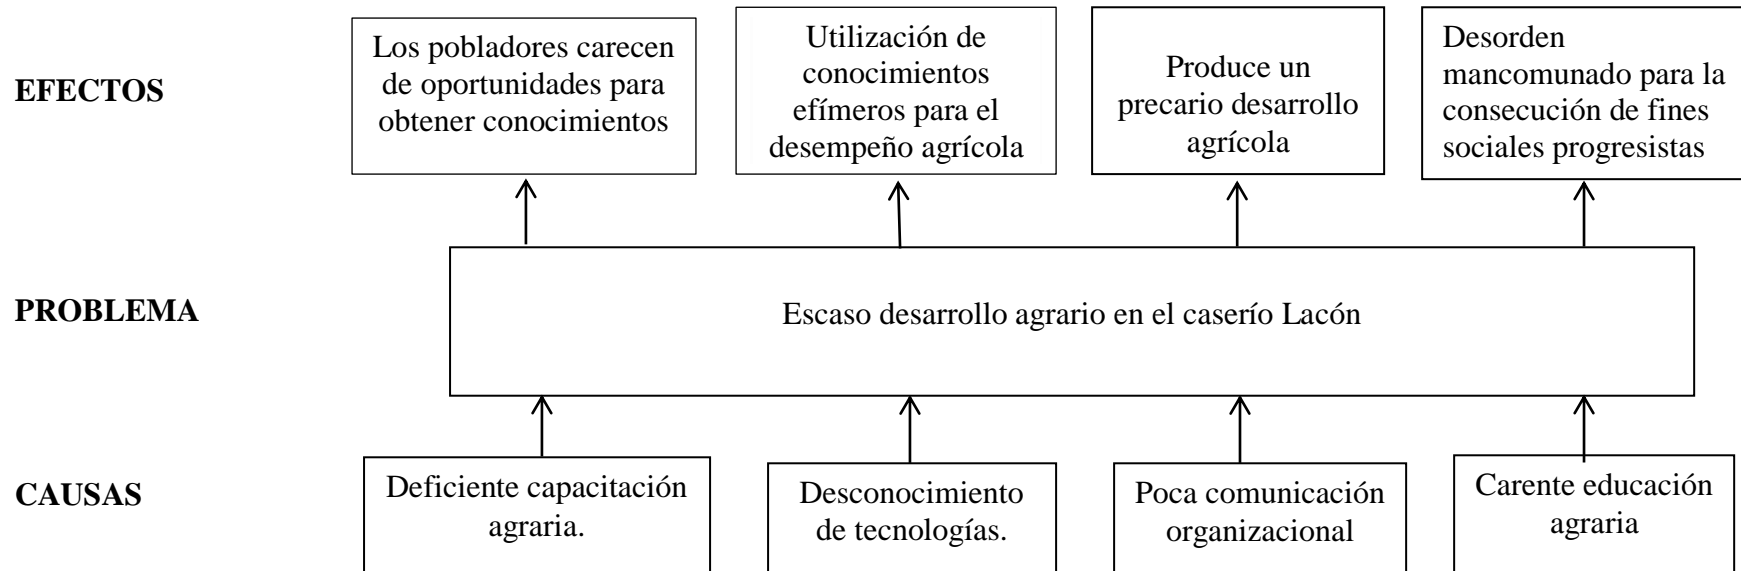 EFECTOS
Los pobladores carecen
de oportunidades para
obtener conocimientos
Utilización de
conocimientos
efímeros para el
desempeño agrícola
Produce un
precario desarrollo
agrícola
Desorden
mancomunado para la
consecución de fines
sociales progresistas
PROBLEMA
Escaso desarrollo agrario en el caserío Lacón
CAUSAS
Deficiente capacitación
agraria.
Desconocimiento
de tecnologías.
Poca comunicación
organizacional
Carente educación
agraria